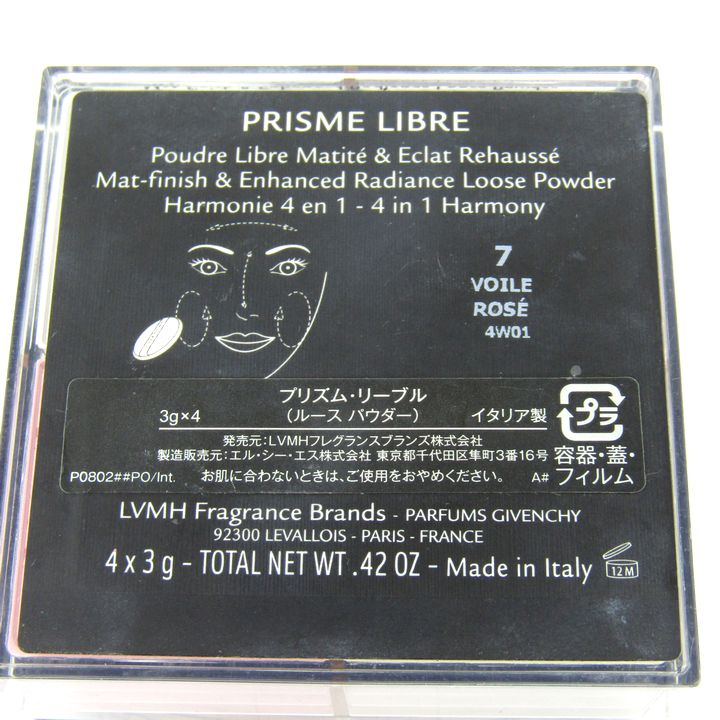 PRISME LIBRE
Poudre Libre Matité & Eclat Rehaussé
Mat-finish & Enhanced Radiance Loose Powder
Harmonie 4 en 1 - 4 in 1 Harmony
7
VOILE
ROSÉ
4W01
プリズム・リーブル
3g×4 (ルース パウダー) イタリア製
発売元:LVMHフレグランスブランズ株式会社
製造販売元:エル・シー・エス株式会社 東京都千代田区隼町3番16号
P0802##PO/Int. お肌に合わないときは、ご使用をおやめください。 A#
プラ
容器・蓋・
フィルム
LVMH Fragrance Brands - PARFUMS GIVENCHY
92300 LEVALLOIS - PARIS - FRANCE
4 x 3 g - TOTAL NET WT .42 OZ - Made in Italy 12M